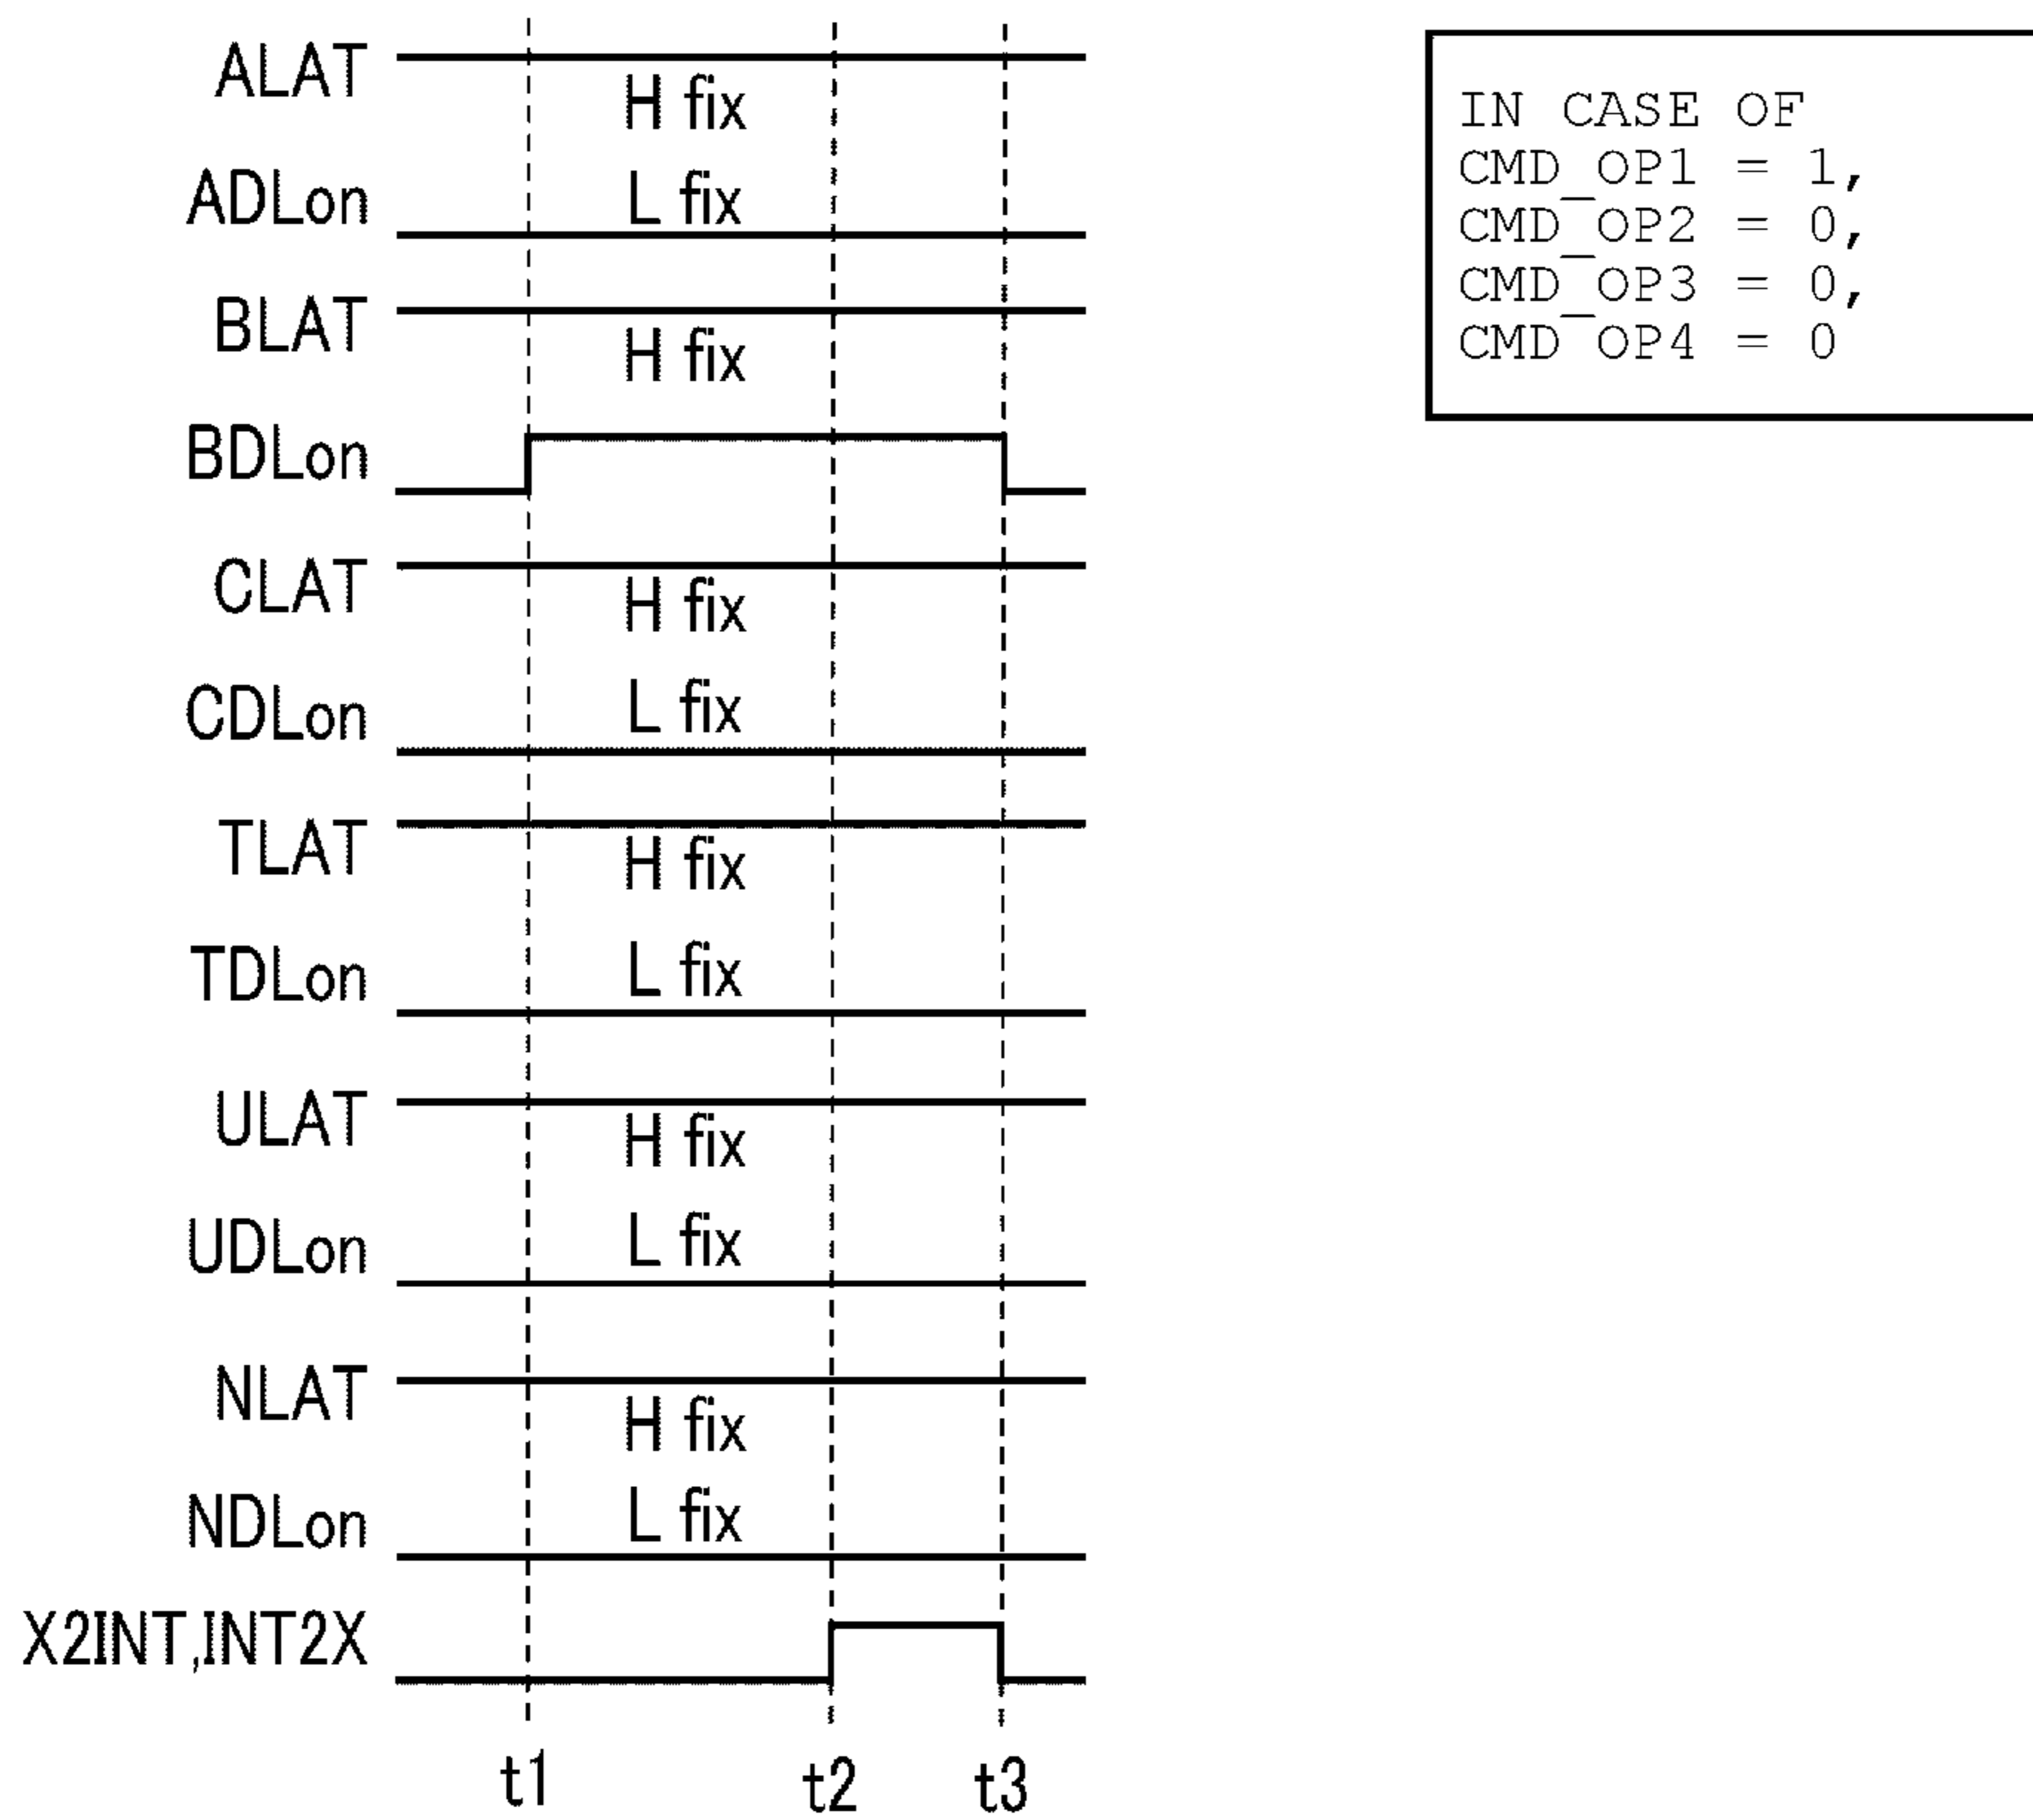 ALAT
H fix
ADLon
L fix
BLAT
H fix
BDLon
CLAT
H fix
CDLon
L fix
TLAT
H fix
TDLon
L fix
ULAT
H fix
UDLon
L fix
NLAT
H fix
NDLon
L fix
X2INT,INT2X
t1
t2
t3
IN CASE OF
CMD_OP1 = 1,
CMD_OP2 = 0,
CMD_OP3 = 0,
CMD_OP4 = 0